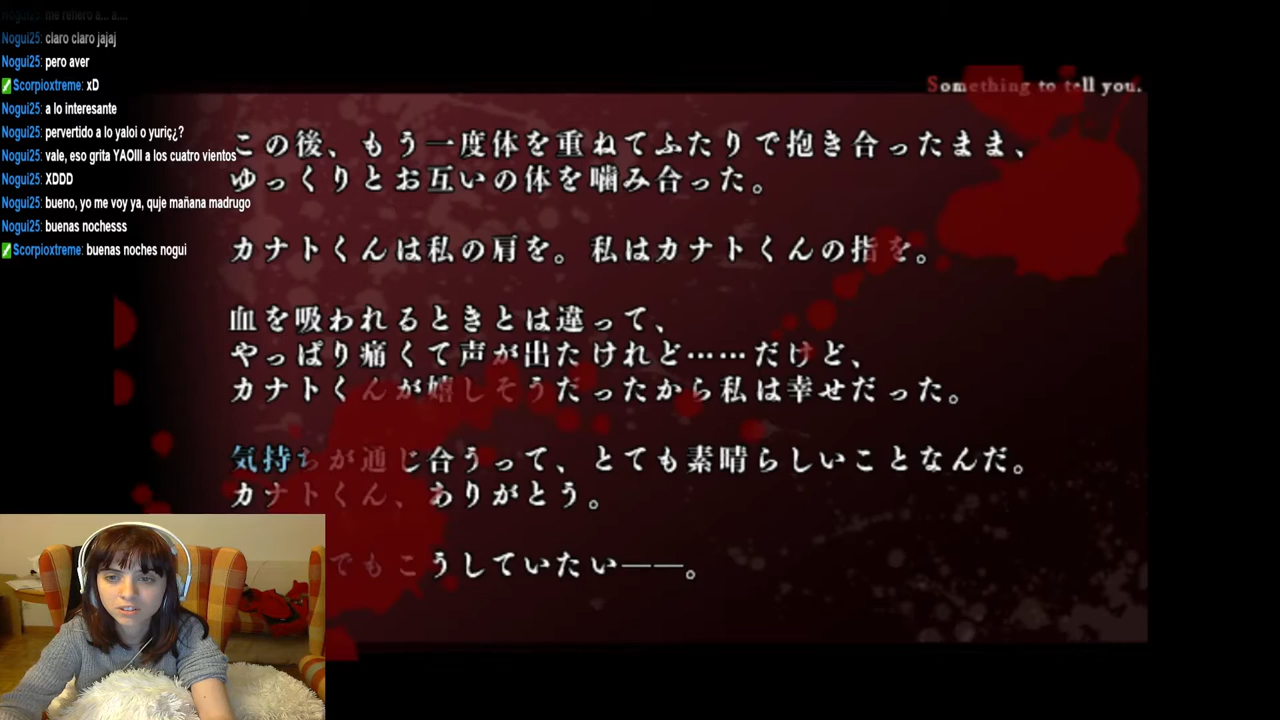 Nogui25: me refiero a... a....
Nogui25: claro claro jajaj
Nogui25: pero aver
Scorpioxtreme: xD
Nogui25: a lo interesante
Nogui25: pervertido a lo yaloi o yuriç¿?
Nogui25: vale, eso grita YAOIII a los cuatro vientos
Nogui25: XDDD
Nogui25: bueno, yo me voy ya, quje mañana madrugo
Nogui25: buenas nochesss
Scorpioxtreme: buenas noches nogui
Something to tell you.
この後、もう一度体を重ねてふたりで抱き合ったまま、
ゆっくりとお互いの体を噛み合った。
カナトくんは私の肩を。私はカナトくんの指を。
血を吸われるときとは違って、
やっぱり痛くて声が出たけれど……だけど、
カナトくんが嬉しそうだったから私は幸せだった。
気持ちが通じ合うって、とても素晴らしいことなんだ。
カナトくん、ありがとう。
でもこうしていたい――。